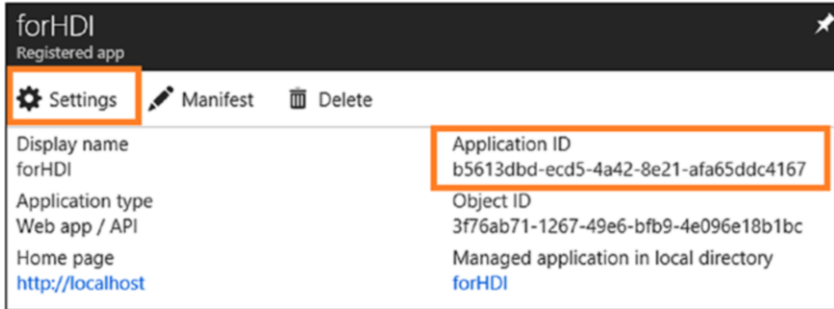 forHDI
Registered app
Settings Manifest Delete
Display name
forHDI
Application ID
b5613dbd-ecd5-4a42-8e21-afa65ddc4167
Application type
Web app / API
Object ID
3f76ab71-1267-49e6-bfb9-4e096e18b1bc
Home page
http://localhost
Managed application in local directory
forHDI